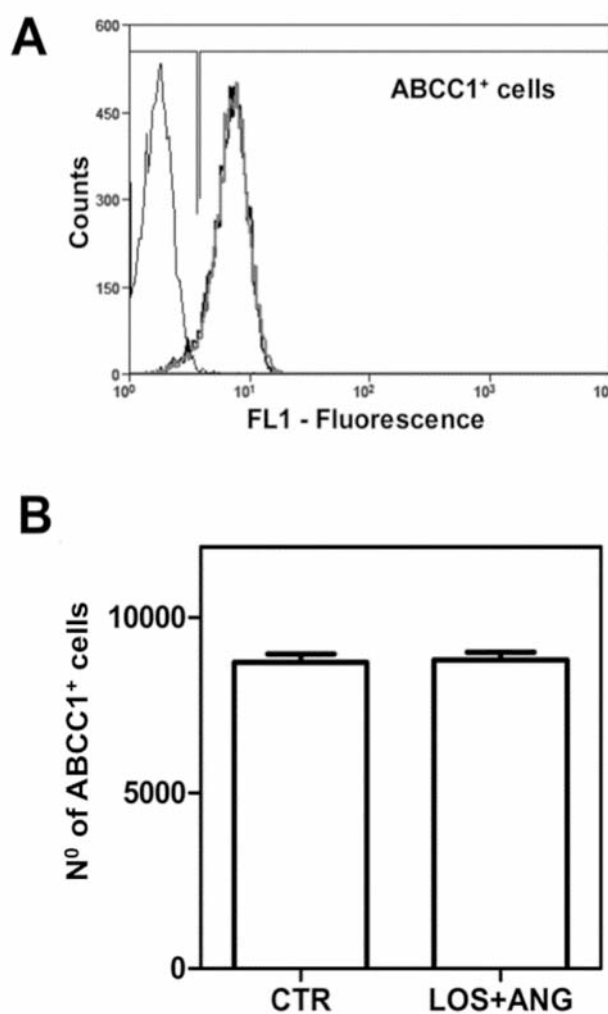 A
600
450
300
150
0
Counts
ABCC1⁺ cells
10⁰ 10¹ 10² 10³ 10
FL1 - Fluorescence
B
N⁰ of ABCC1⁺ cells
10000
5000
0
CTR LOS+ANG